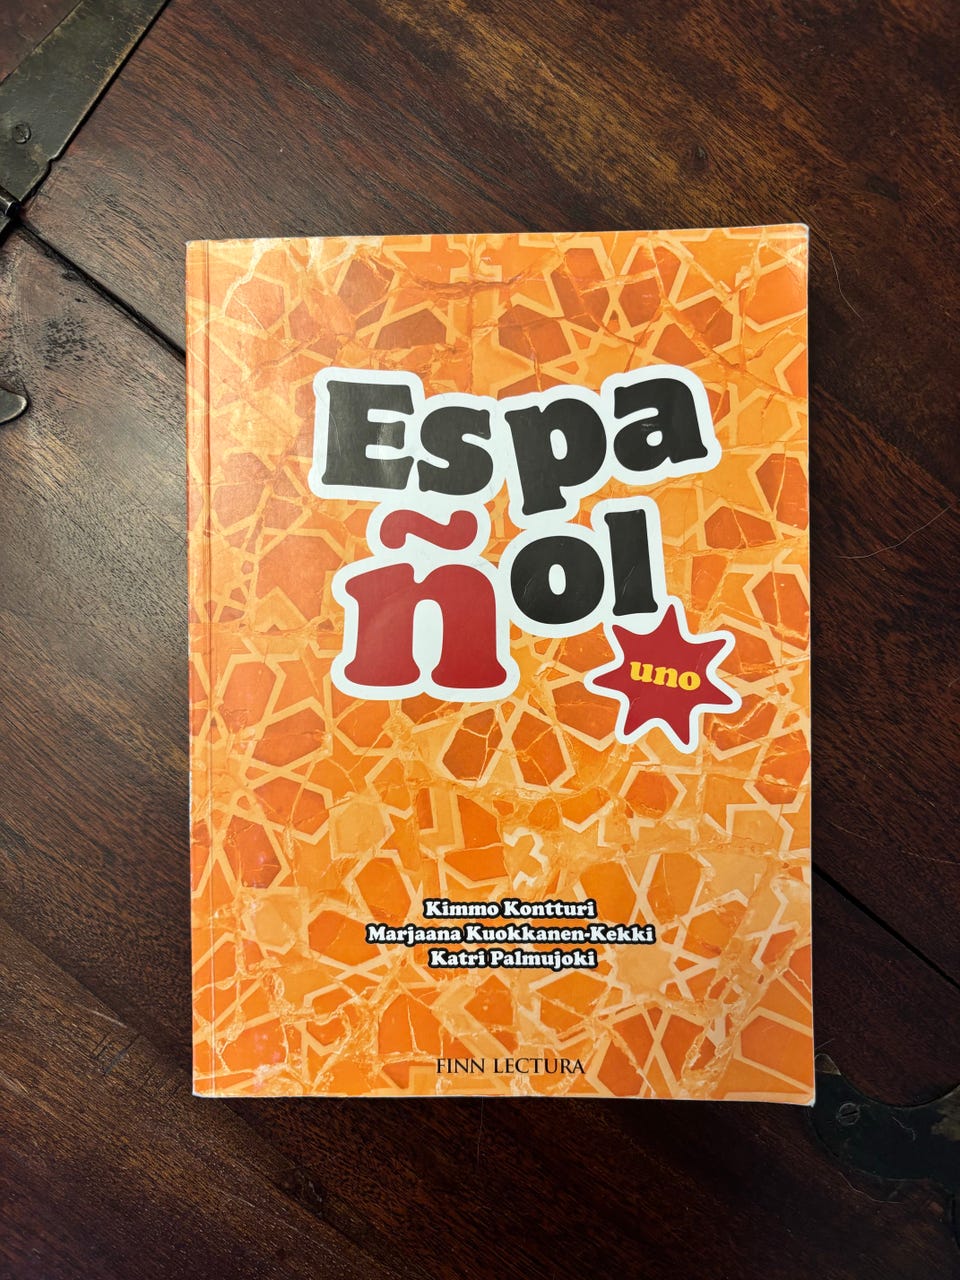 Espa
ñol
uno
Kimmo Kontturi
Marjaana Kuokkanen-Kekki
Katri Palmujoki
FINN LECTURA